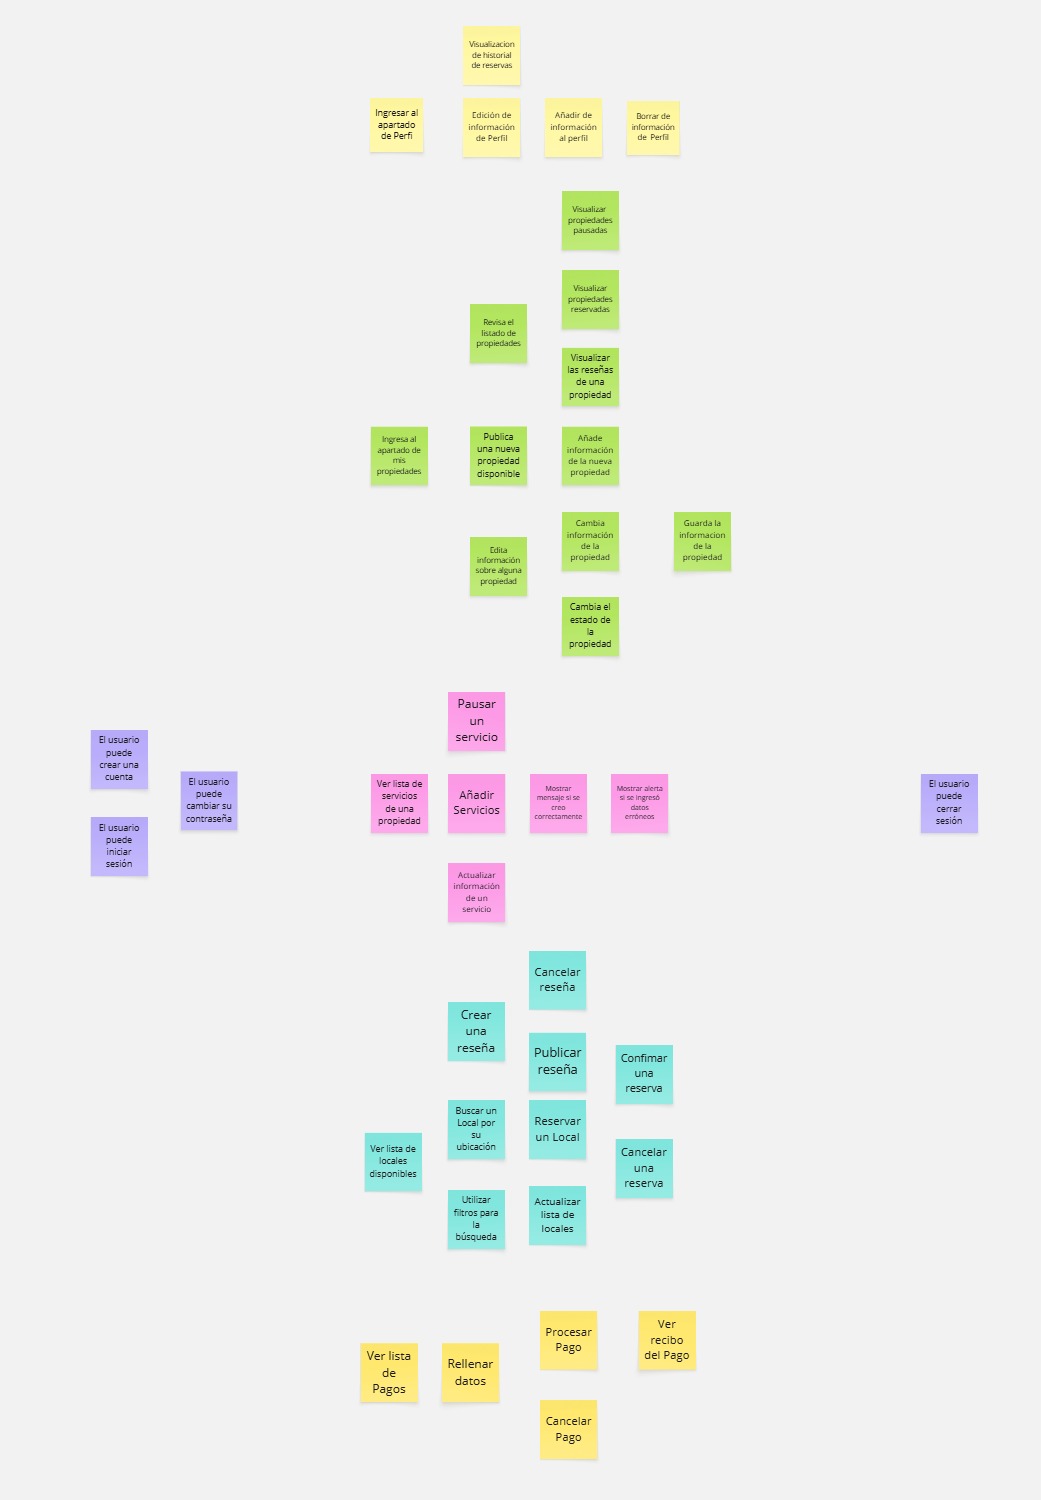 Visualizacion
de historial
de reservas
Ingresar al
apartado
de Perfi
Edición de
información
de Perfil
Añadir de
información
al perfil
Borrar de
información
de Perfil
Visualizar
propiedades
pausadas
Visualizar
propiedades
reservadas
Revisa el
listado de
propiedades
Visualizar
las reseñas
de una
propiedad
Ingresa al
apartado de
mis
propiedades
Publica
una nueva
propiedad
disponible
Añade
información
de la nueva
propiedad
Edita
información
sobre alguna
propiedad
Cambia
información
de la
propiedad
Guarda la
informacion
de la
propiedad
Cambia el
estado de
la
propiedad
Pausar
un
servicio
El usuario
puede
crear una
cuenta
El usuario
puede
cambiar su
contraseña
El usuario
puede
iniciar
sesión
Ver lista de
servicios
de una
propiedad
Añadir
Servicios
Mostrar
mensaje si se
creo
correctamente
Mostrar alerta
si se ingresó
datos
erróneos
El usuario
puede
cerrar
sesión
Actualizar
información
de un
servicio
Cancelar
reseña
Crear
una
reseña
Publicar
reseña
Confimar
una
reserva
Buscar un
Local por
su
ubicación
Reservar
un Local
Ver lista de
locales
disponibles
Cancelar
una
reserva
Utilizar
filtros para
la
búsqueda
Actualizar
lista de
locales
Procesar
Pago
Ver
recibo
del Pago
Ver lista
de
Pagos
Rellenar
datos
Cancelar
Pago